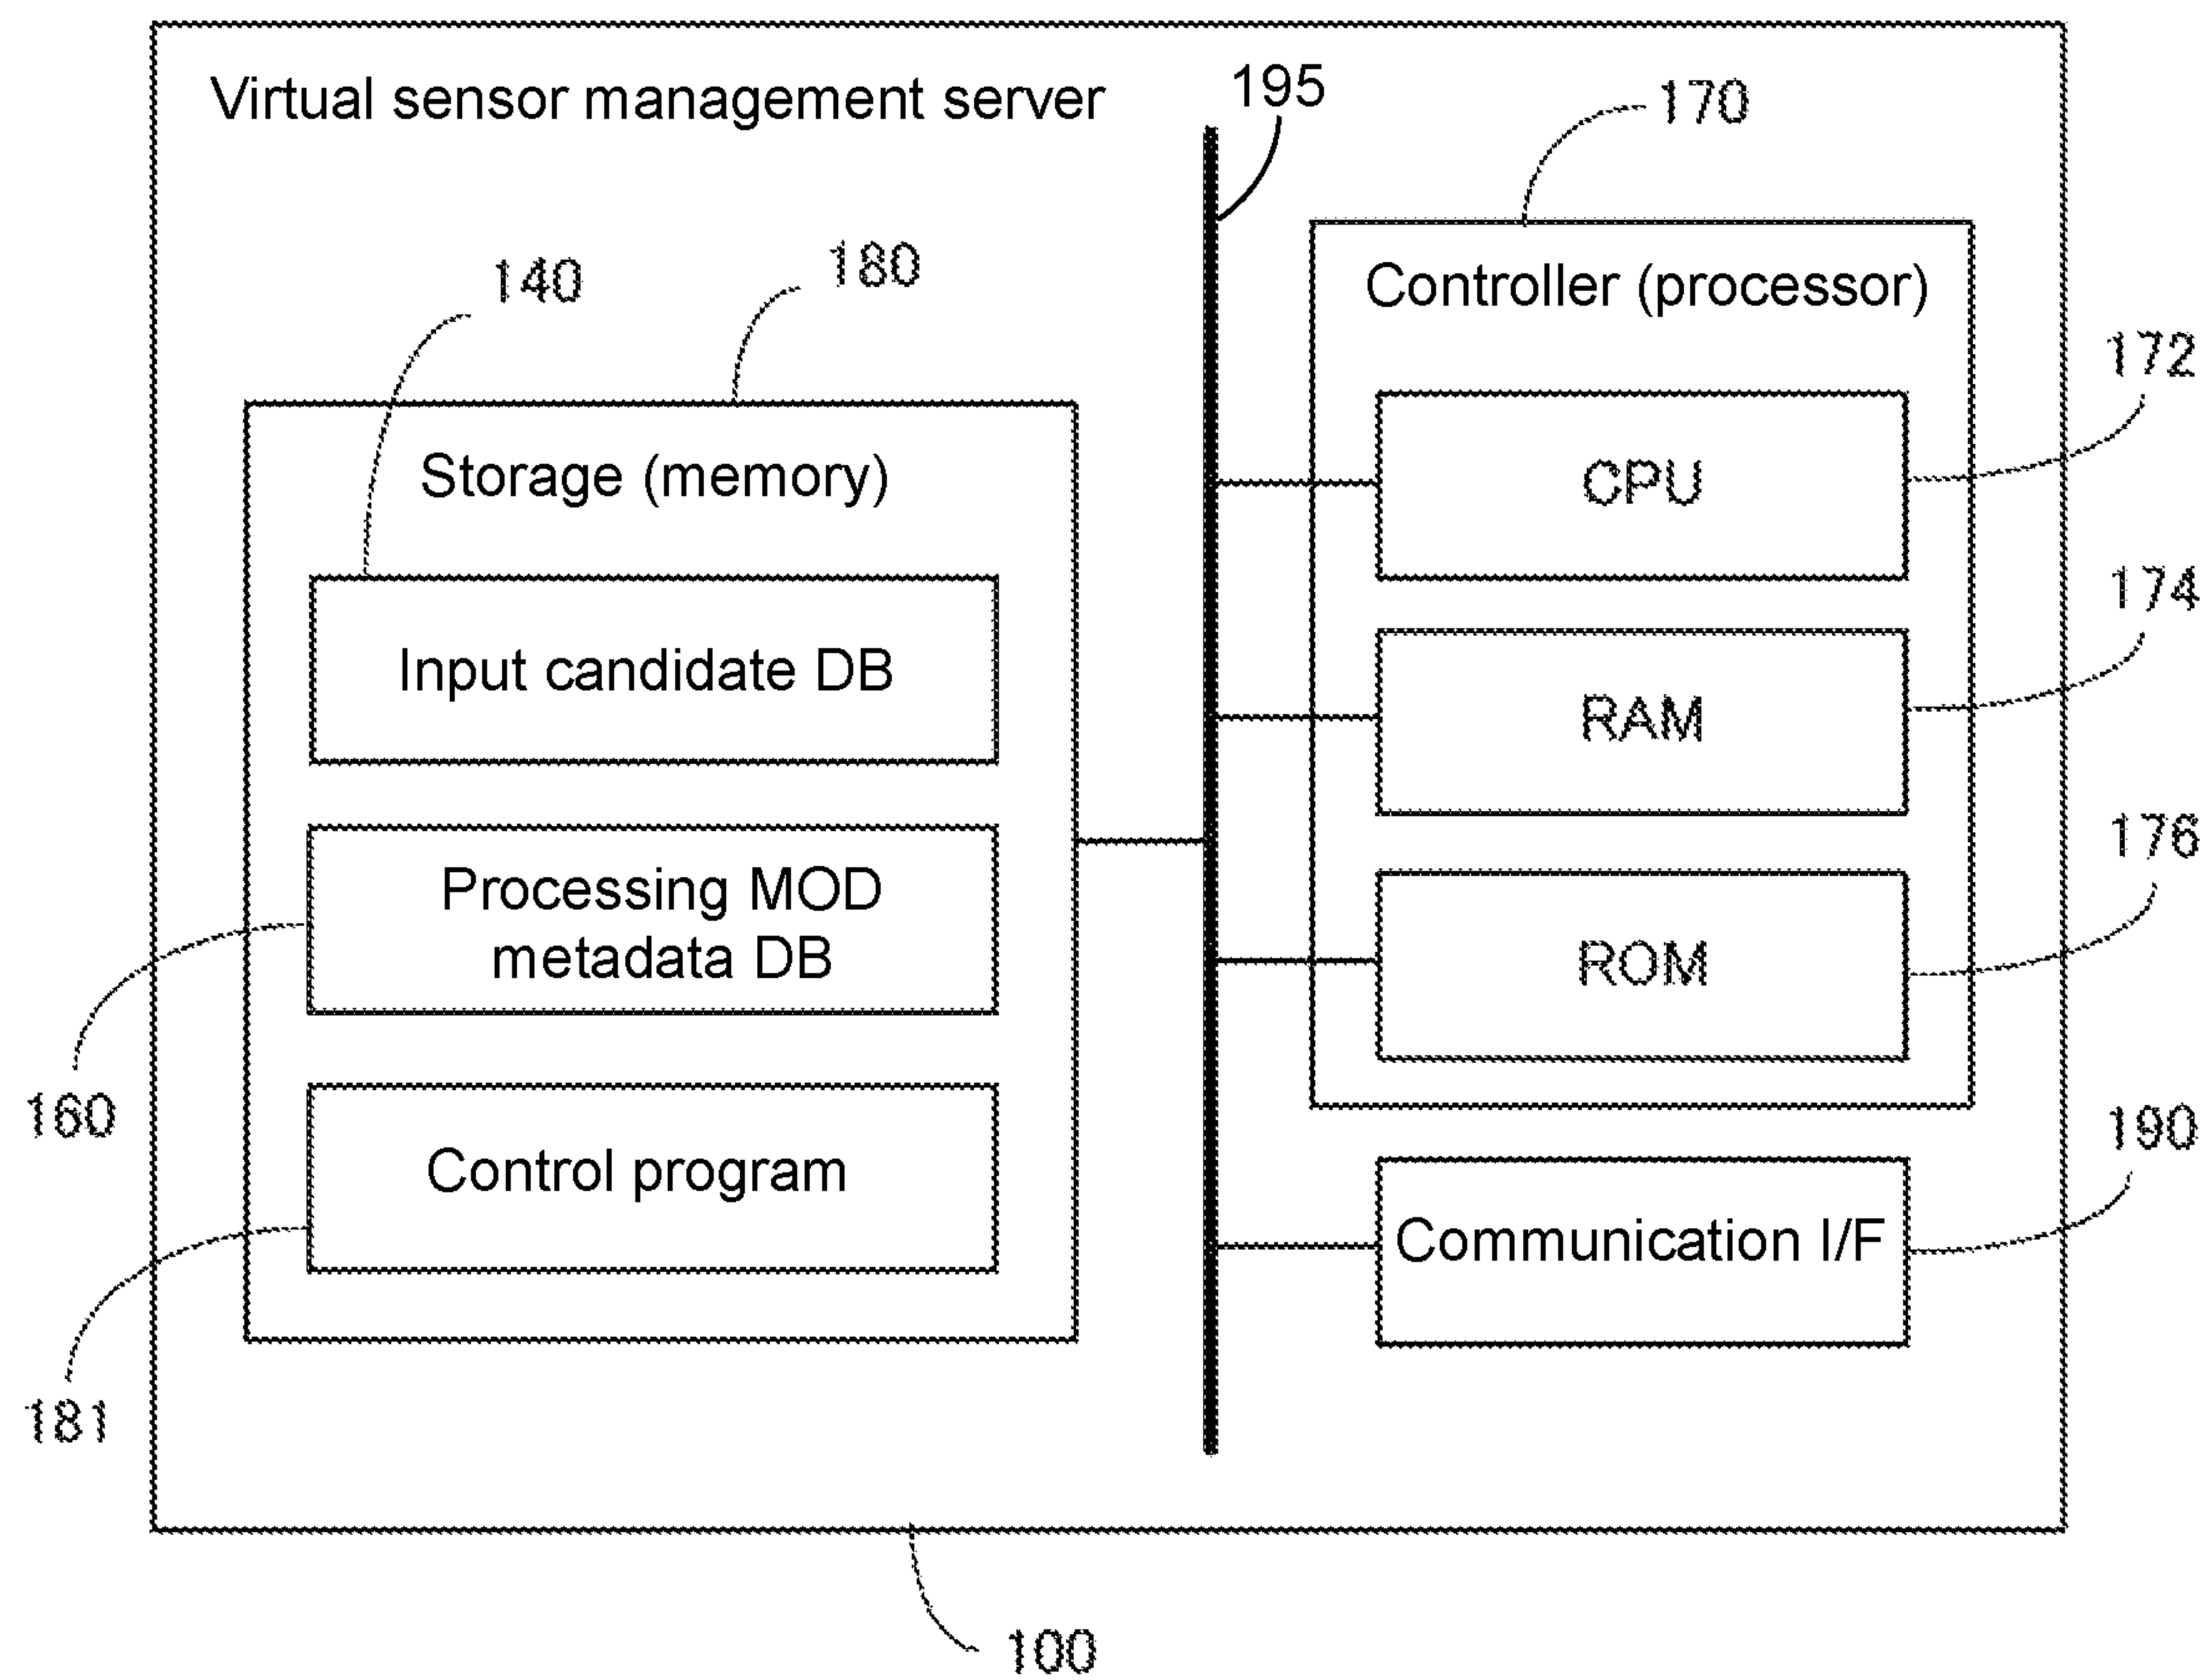 Virtual sensor management server
195
170
140
180
Controller (processor)
172
Storage (memory)
CPU
174
Input candidate DB
RAM
176
Processing MOD
metadata DB
ROM
160
190
Control program
Communication I/F
181
100